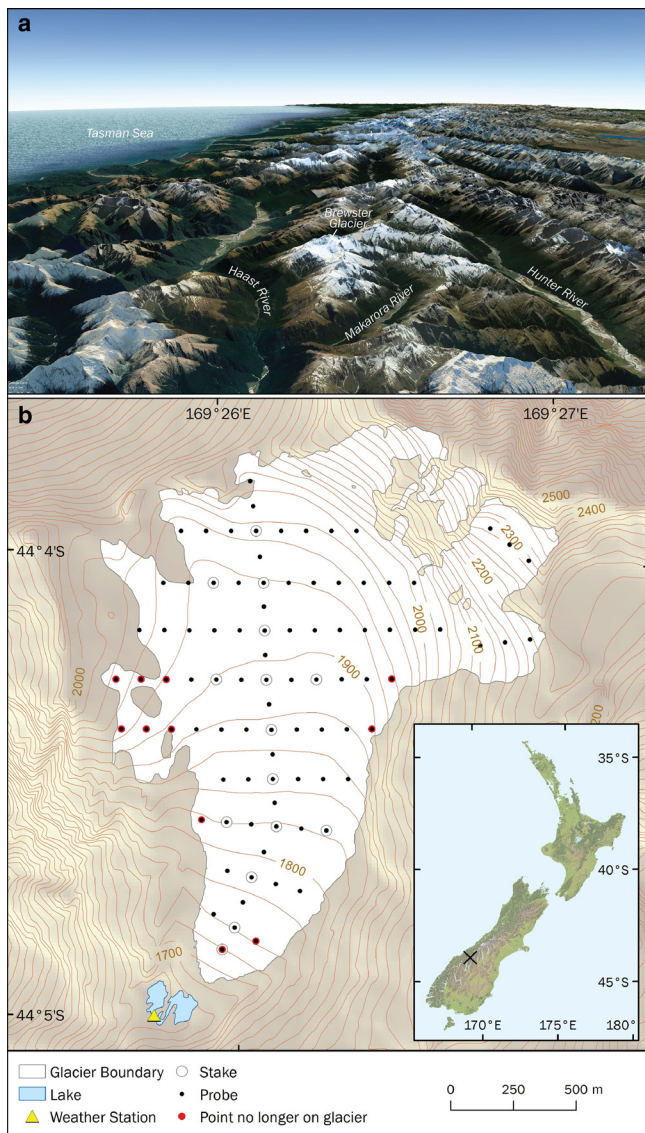 a
Tasman Sea
Brewster
Glacier
Haast River
Makarora River
Hunter River
b
169°26'E
169°27'E
2500
2400
44°4'S
2300
2200
2000
2100
1900
2000
1800
1700
44°5'S
35°S
40°S
45°S
170°E
175°E
180°
Glacier Boundary
Stake
Lake
Probe
Weather Station
Point no longer on glacier
0 250 500 m